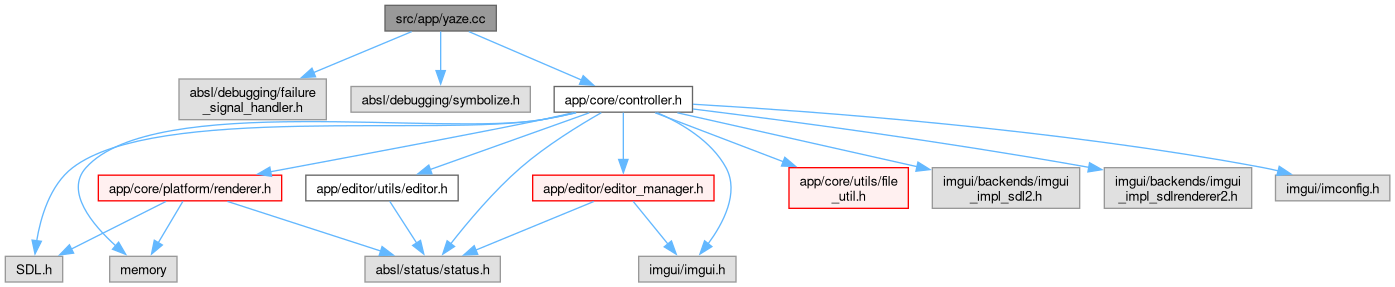 src/app/yaze.cc
absl/debugging/failure
_signal_handler.h
absl/debugging/symbolize.h
app/core/controller.h
app/core/platform/renderer.h
app/editor/utils/editor.h
app/editor/editor_manager.h
app/core/utils/file
_util.h
imgui/backends/imgui
_impl_sdl2.h
imgui/backends/imgui
_impl_sdlrenderer2.h
imgui/imconfig.h
SDL.h
memory
absl/status/status.h
imgui/imgui.h